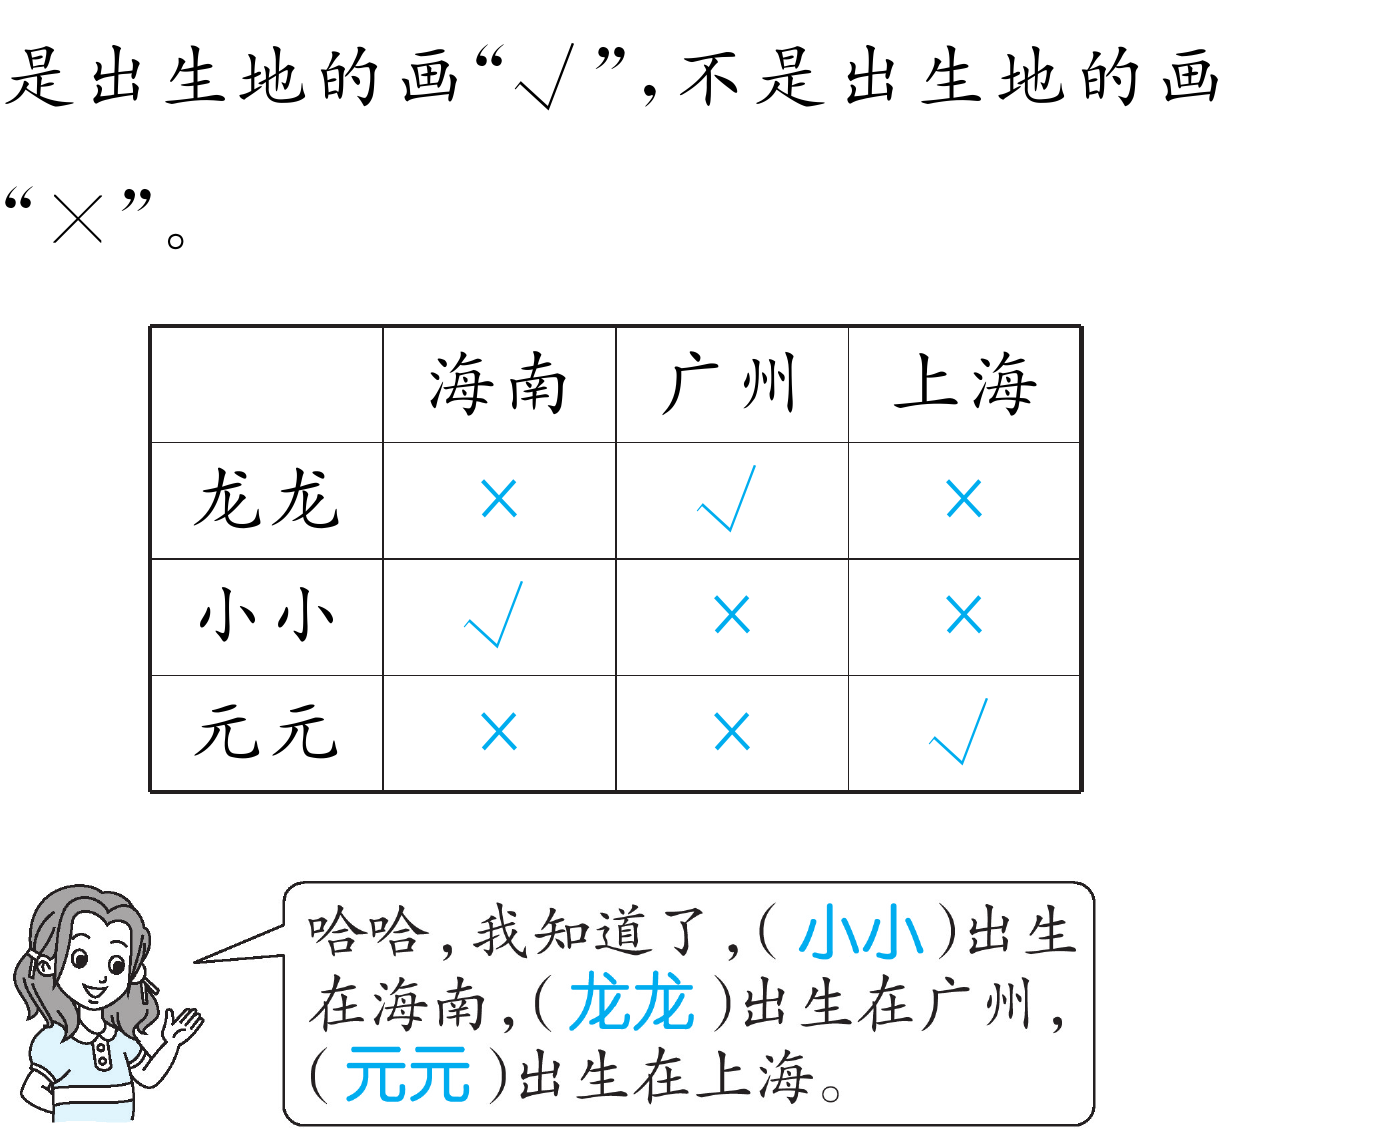 是出生地的画“√”,不是出生地的画
“×”。
海南 广州 上海
龙龙 × √ ×
小小 √ × ×
元元 × × √
哈哈,我知道了,(小小)出生
在海南,(龙龙)出生在广州,
(元元)出生在上海。